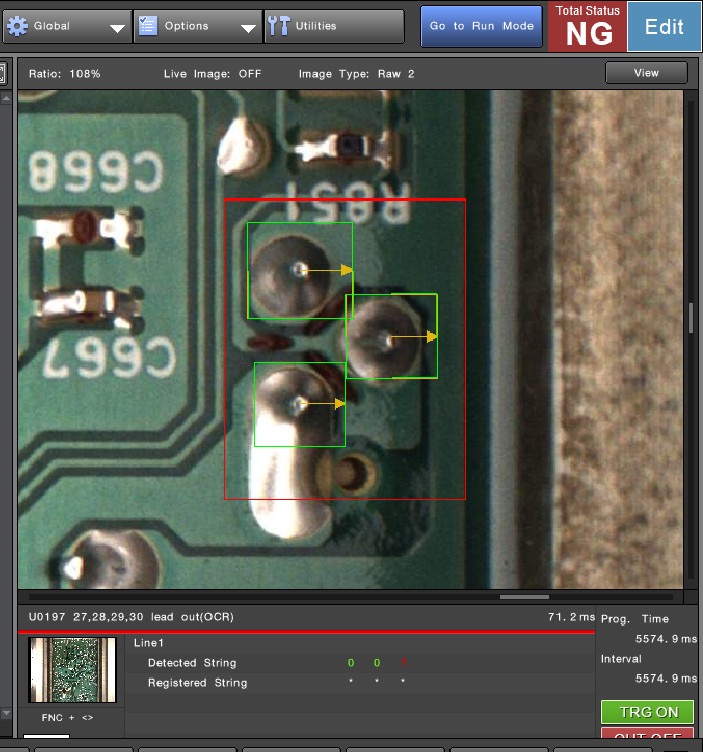 Global Options Utilities Go to Run Mode Total Status NG Edit
Ratio: 108% Live Image: OFF Image Type: Raw 2 View
C668
R851
C667
U0197 27,28,29,30 lead out(OCR) 71.2ms
Prog. Time
5574.9ms
Interval
5574.9ms
Line1
Detected String 0 0
Registered String * * *
FNC + <>
TRG ON
OUT OFF